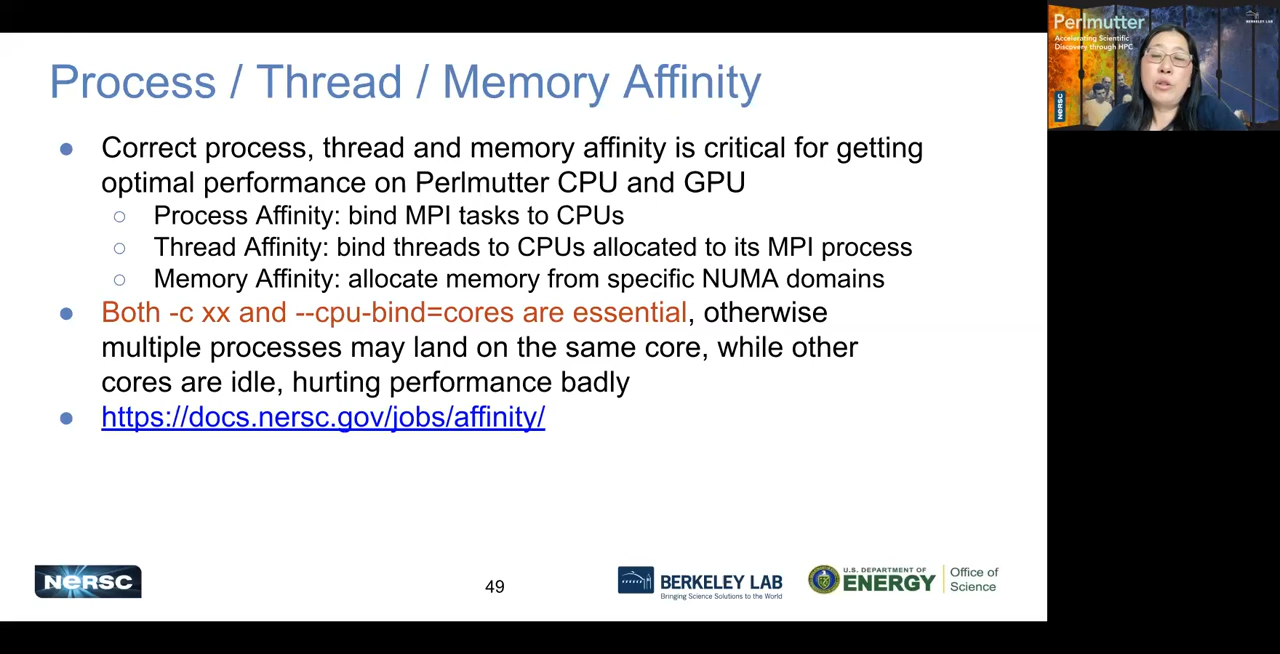 Process / Thread / Memory Affinity
● Correct process, thread and memory affinity is critical for getting
optimal performance on Perlmutter CPU and GPU
○ Process Affinity: bind MPI tasks to CPUs
○ Thread Affinity: bind threads to CPUs allocated to its MPI process
○ Memory Affinity: allocate memory from specific NUMA domains
● Both -c xx and --cpu-bind=cores are essential, otherwise
multiple processes may land on the same core, while other
cores are idle, hurting performance badly
● https://docs.nersc.gov/jobs/affinity/
NERSC
49
BERKELEY LAB
Bringing Science Solutions to the World
U.S. DEPARTMENT OF
ENERGY
Office of
Science
Perlmutter
Accelerating Scientific
Discovery through HPC
NERSC
BERKELEY LAB